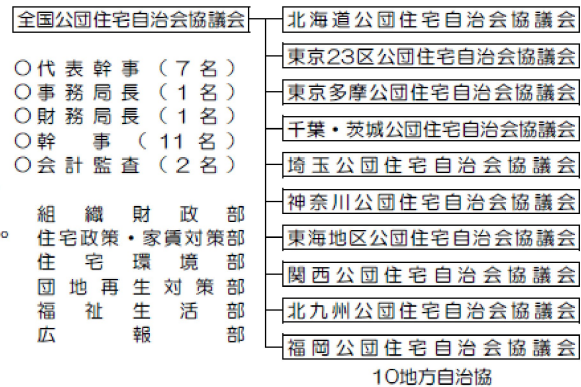 全国公団住宅自治会協議会
〇代表幹事（7名）
〇事務局長（1名）
〇財務局長（1名）
〇幹事（11名）
〇会計監査（2名）
組織財政部
。
住宅政策・家賃対策部
住宅環境部
団地再生対策部
福祉生活部
広報部
北海道公団住宅自治会協議会
東京23区公団住宅自治会協議会
東京多摩公団住宅自治会協議会
千葉・茨城公団住宅自治会協議会
埼玉公団住宅自治会協議会
神奈川公団住宅自治会協議会
東海地区公団住宅自治会協議会
関西公団住宅自治会協議会
北九州公団住宅自治会協議会
福岡公団住宅自治会協議会
10地方自治協